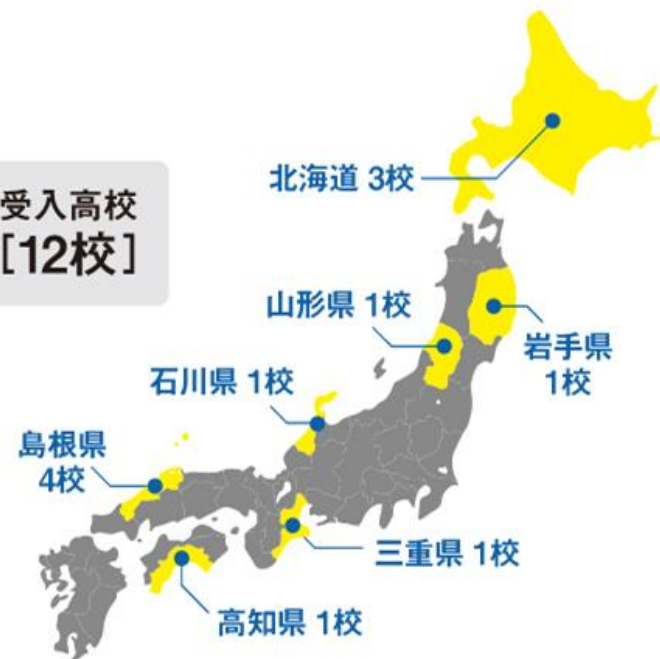 受入高校
[12校]
北海道 3校
山形県 1校
岩手県
1校
石川県 1校
島根県
4校
三重県 1校
高知県 1校